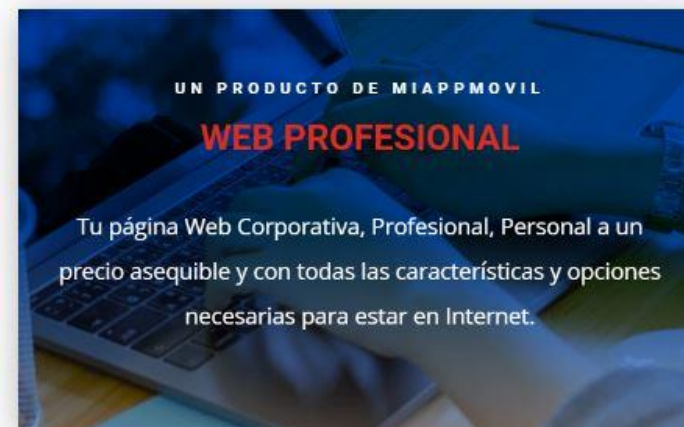 UN PRODUCTO DE MIAPPMOVIL
WEB PROFESIONAL
Tu página Web Corporativa, Profesional, Personal a un
precio asequible y con todas las características y opciones
necesarias para estar en Internet.